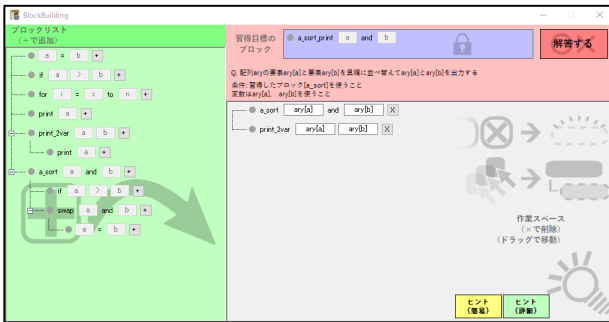 BlockBuilding
ブロックリスト
(+で追加)
a = b +
if a > b +
for i = x to n +
print a +
print_2var a b +
print a +
a_sort a and b +
if a > b +
swap a and b +
a = b +
習得目標の
ブロック
a_sort_print a and b
解答する
Q. 配列aryの要素ary[a]と要素ary[b]を昇順に並べ替えてary[a]とary[b]を出力する
条件: 習得したブロック[a_sort]を使うこと
変数はary[a]、ary[b]を使うこと
a_sort ary[a] and ary[b] X
print_2var ary[a] ary[b] X
作業スペース
(×で削除)
(ドラッグで移動)
ヒント
(簡易)
ヒント
(詳細)